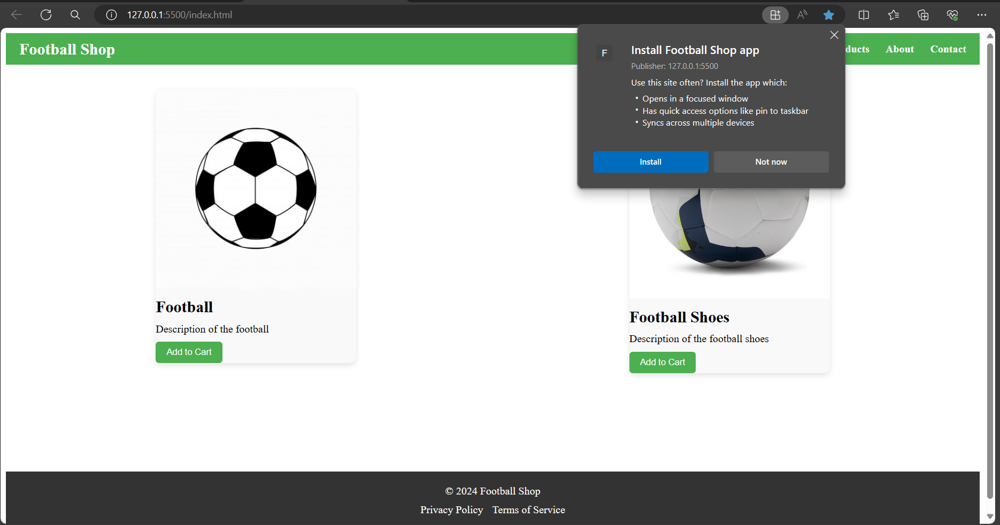 127.0.0.1:5500/index.html
Football Shop
ducts About Contact
F
Install Football Shop app
Publisher: 127.0.0.1:5500
Use this site often? Install the app which:
• Opens in a focused window
• Has quick access options like pin to taskbar
• Syncs across multiple devices
Install Not now
Football
Description of the football
Add to Cart
Football Shoes
Description of the football shoes
Add to Cart
© 2024 Football Shop
Privacy Policy Terms of Service